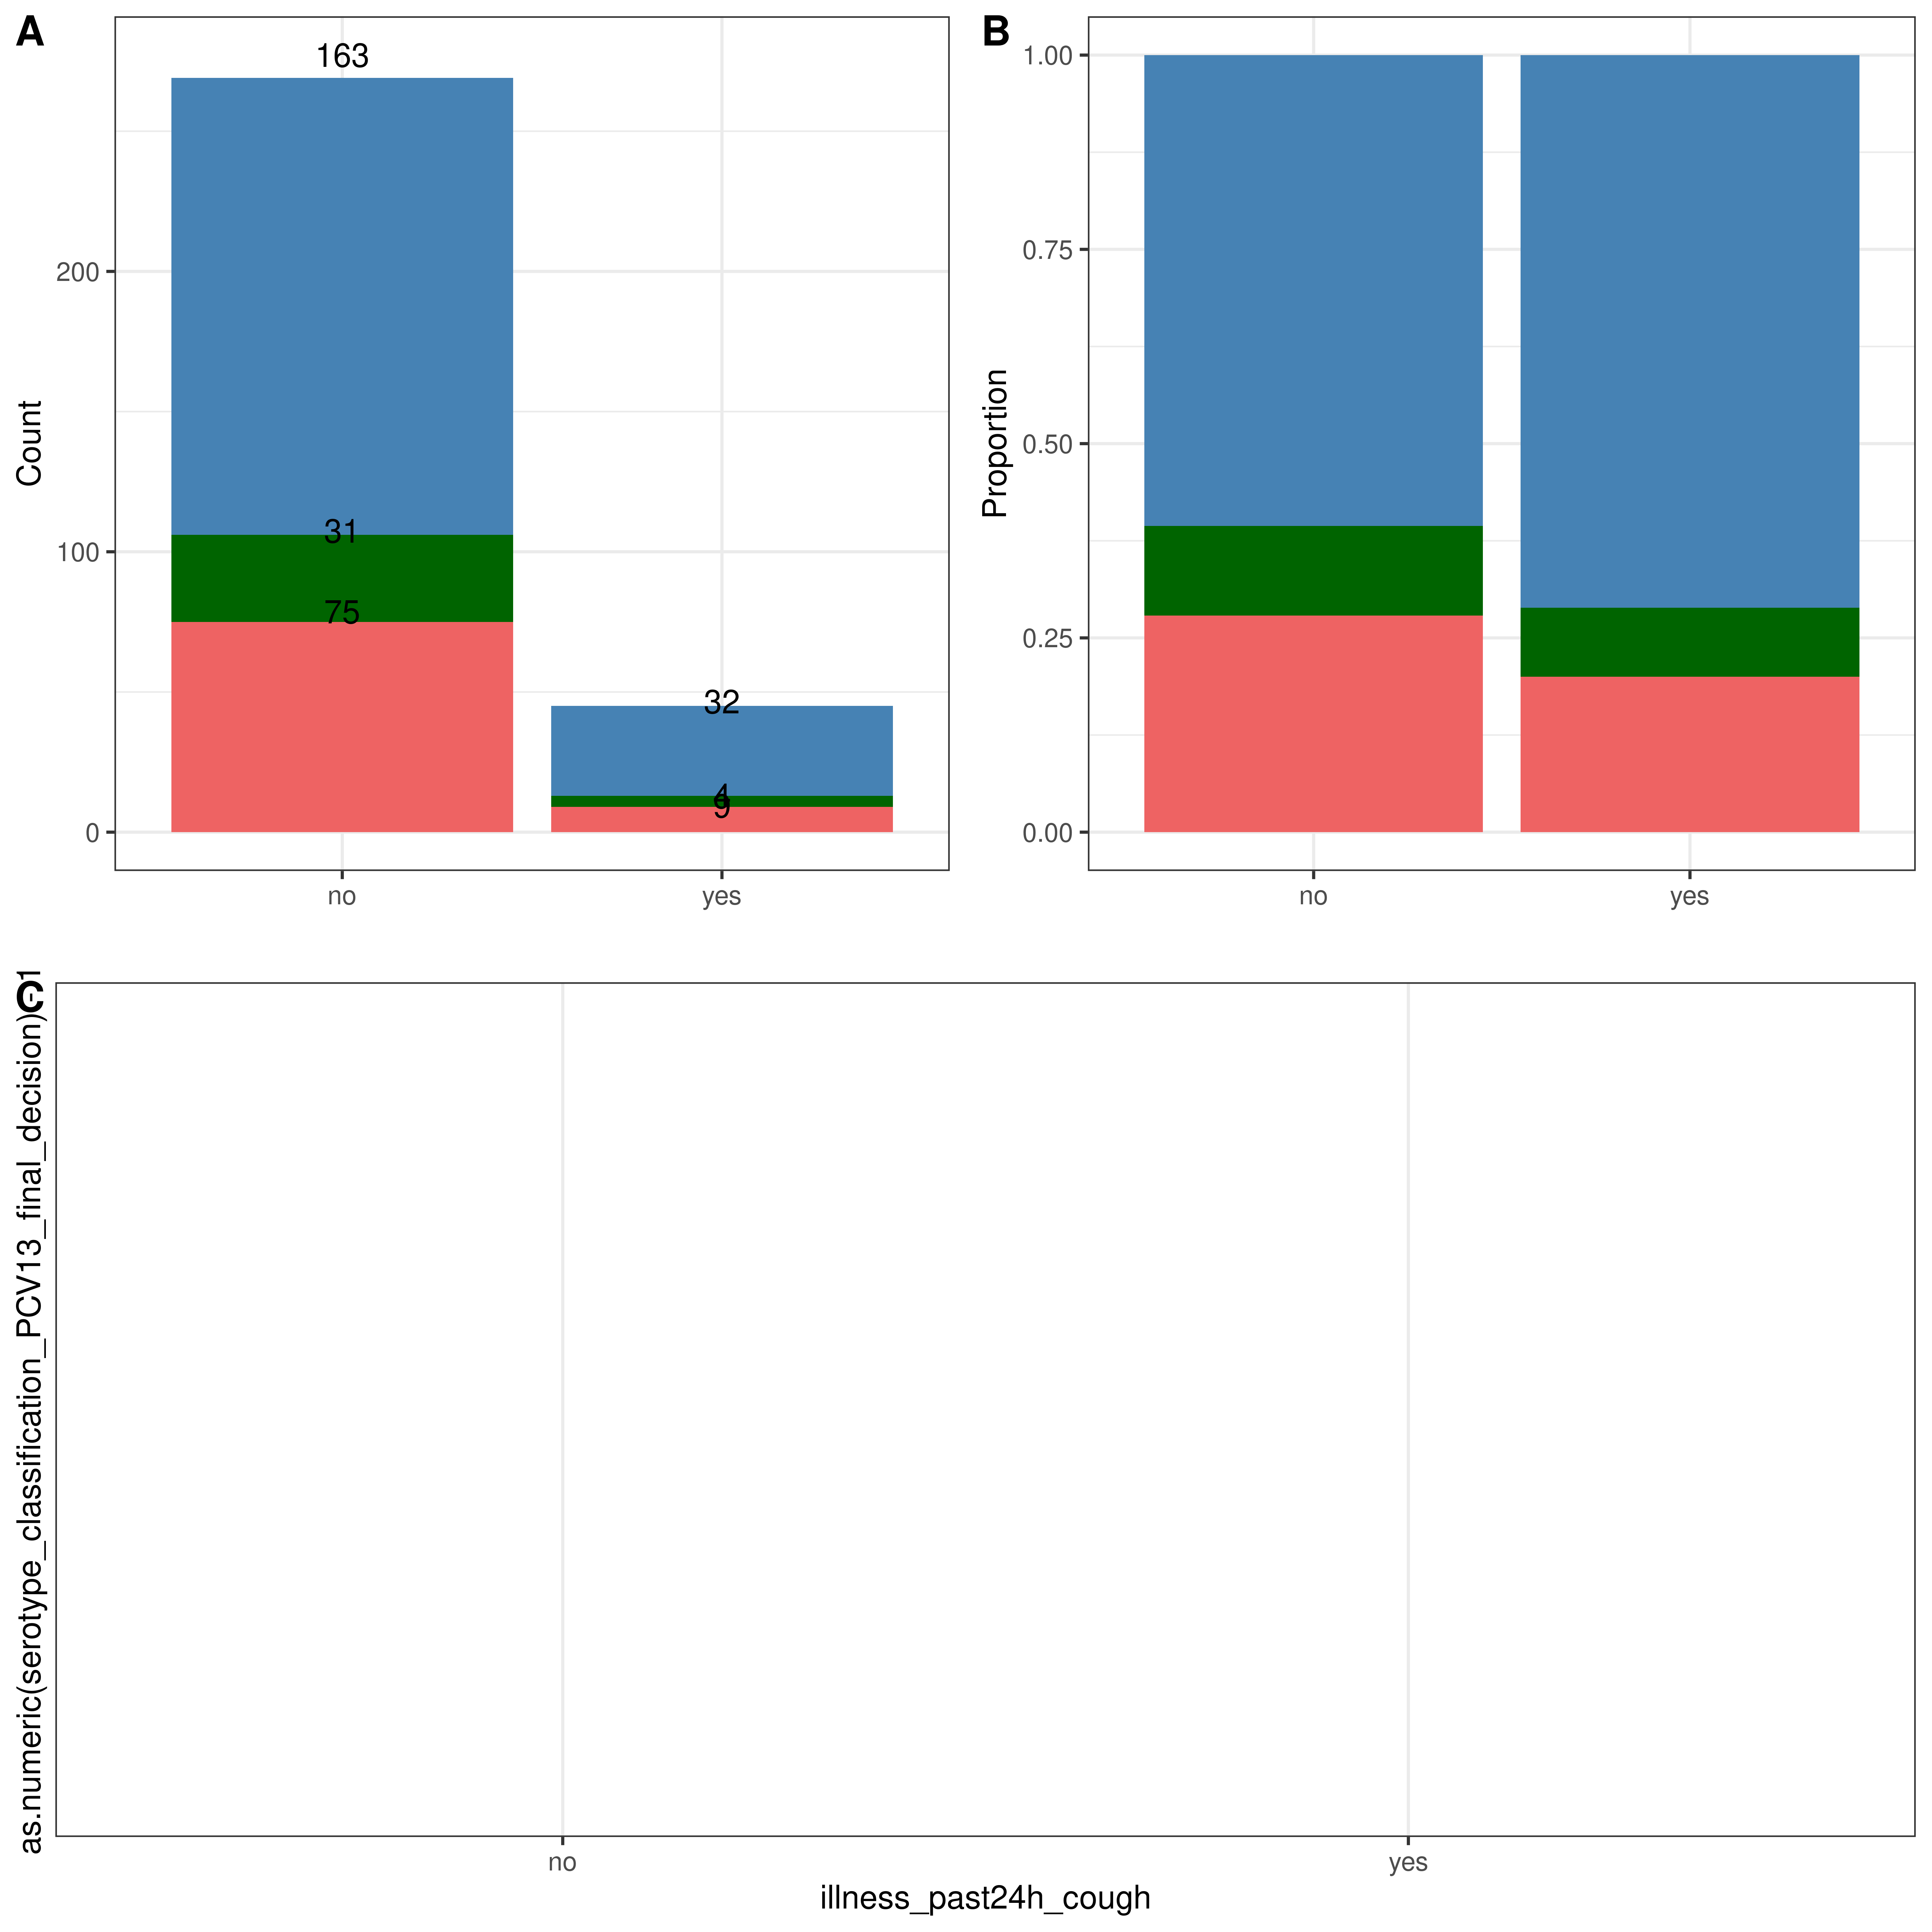 A
163
200
31
100
75
32
4
9
0
Count
no
yes
B
1.00
0.75
0.50
0.25
0.00
Proportion
no
yes
C
as.numeric(serotype_classification_PCV13_final_decision)-1
no
yes
illness_past24h_cough